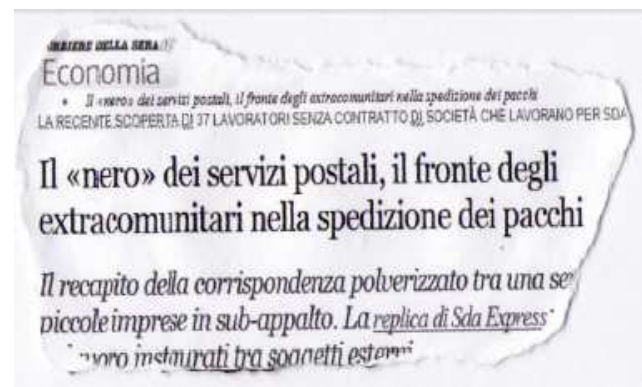 CORRIERE DELLA SERA
Economia
• Il «nero» dei servizi postali, il fronte degli extracomunitari nella spedizione dei pacchi
LA RECENTE SCOPERTA DI 37 LAVORATORI SENZA CONTRATTO DI SOCIETÀ CHE LAVORANO PER SDA
Il «nero» dei servizi postali, il fronte degli
extracomunitari nella spedizione dei pacchi
Il recapito della corrispondenza polverizzato tra una se
piccole imprese in sub-appalto. La replica di Sda Express
instaurati tra soggetti esterni